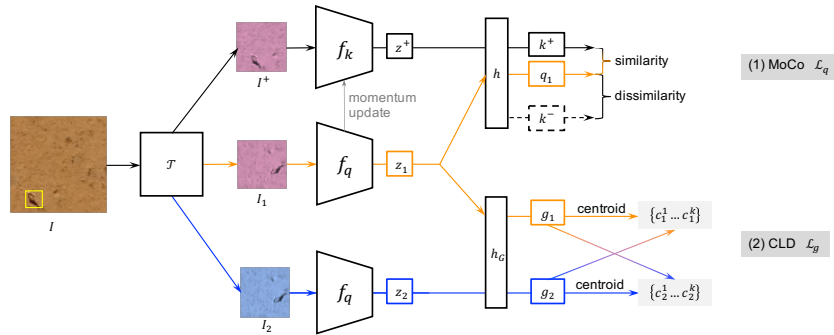 I
𝒯
I⁺
I₁
I₂
f_k
momentum
update
f_q
f_q
z⁺
z₁
z₂
h
h_G
k⁺
q₁
k⁻
similarity
dissimilarity
g₁
centroid
{c₁¹ … c₁ᵏ}
g₂
centroid
{c₂¹ … c₂ᵏ}
(1) MoCo ℒ_q
(2) CLD ℒ_g